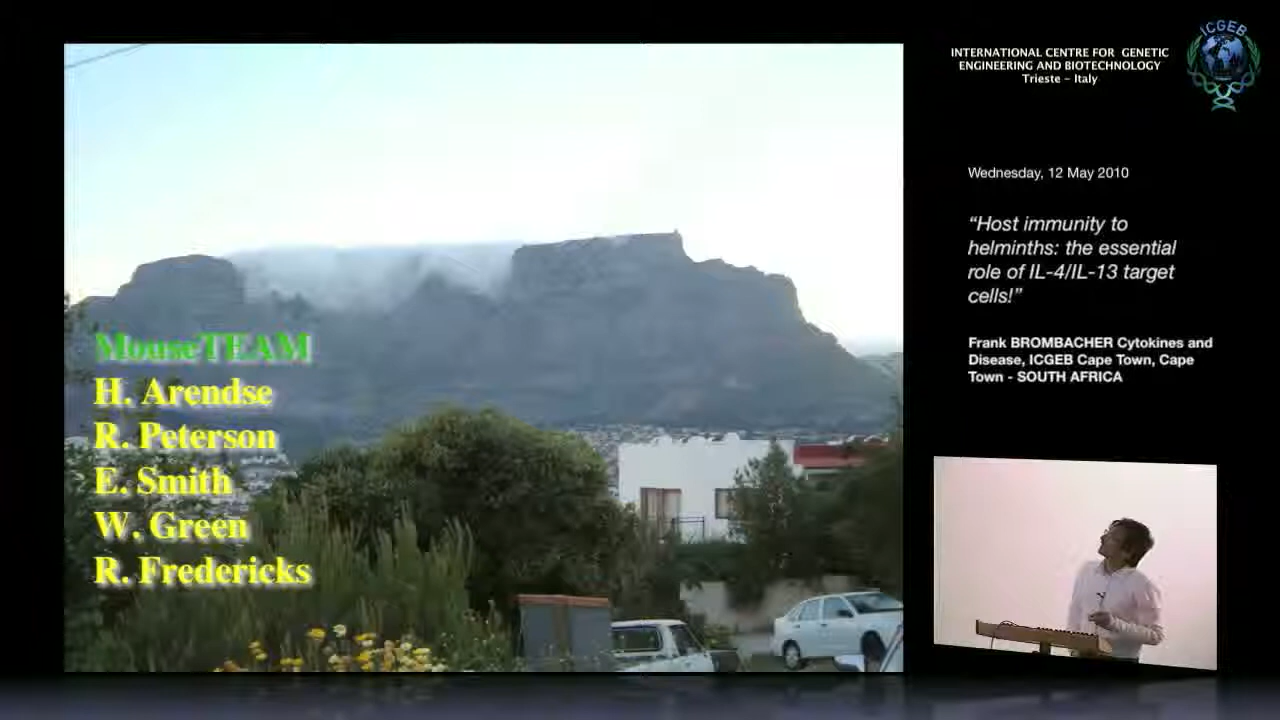 MouseTEAM
H. Arendse
R. Peterson
E. Smith
W. Green
R. Fredericks
INTERNATIONAL CENTRE FOR GENETIC
ENGINEERING AND BIOTECHNOLOGY
Trieste – Italy
ICGEB
Wednesday, 12 May 2010
“Host immunity to
helminths: the essential
role of IL-4/IL-13 target
cells!”
Frank BROMBACHER Cytokines and
Disease, ICGEB Cape Town, Cape
Town - SOUTH AFRICA